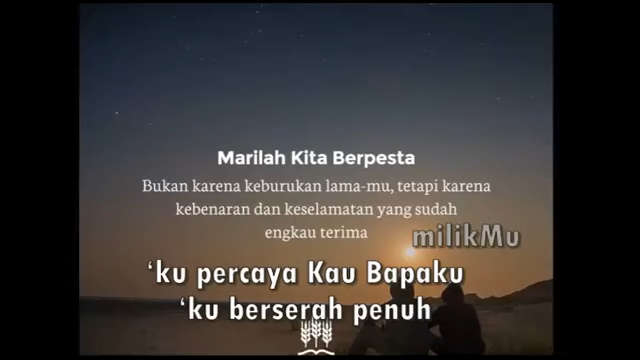 Marilah Kita Berpesta
Bukan karena keburukan lama-mu, tetapi karena
kebenaran dan keselamatan yang sudah
engkau terima
milikMu
‘ku percaya Kau Bapaku
‘ku berserah penuh